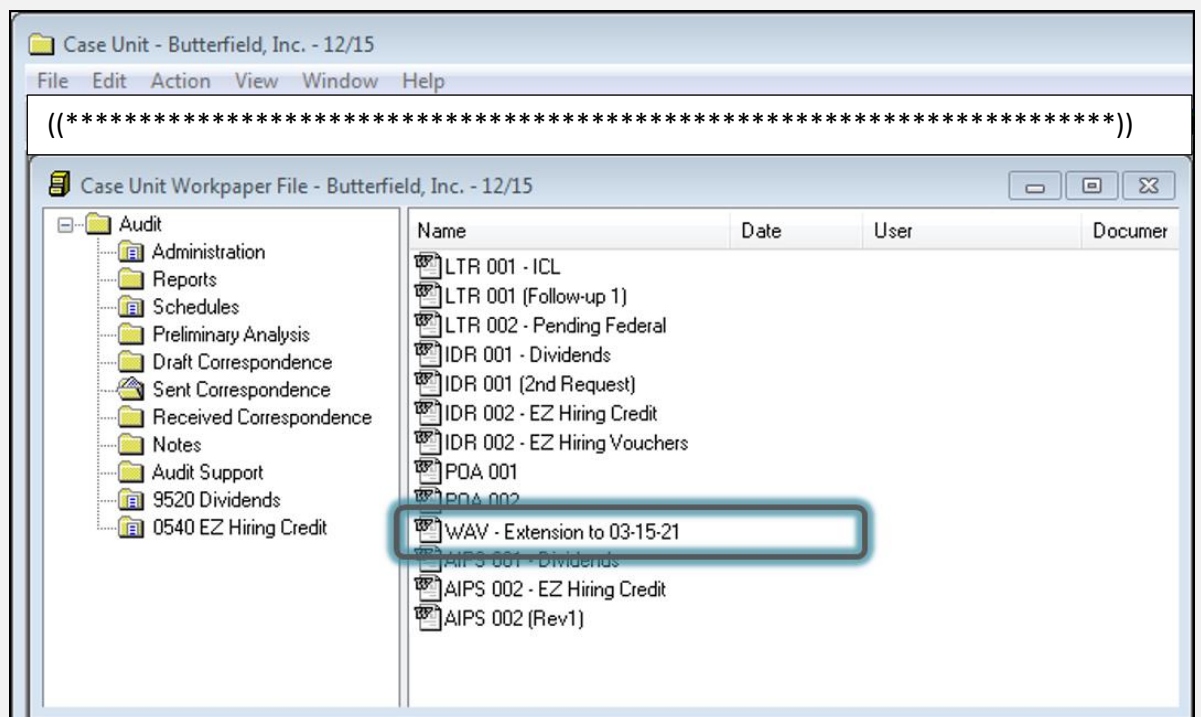 Case Unit - Butterfield, Inc. - 12/15
File Edit Action View Window Help
((************************************************************************))
Case Unit Workpaper File - Butterfield, Inc. - 12/15
Audit
Administration
Reports
Schedules
Preliminary Analysis
Draft Correspondence
Sent Correspondence
Received Correspondence
Notes
Audit Support
9520 Dividends
0540 EZ Hiring Credit
Name Date User Documer
LTR 001 - ICL
LTR 001 (Follow-up 1)
LTR 002 - Pending Federal
IDR 001 - Dividends
IDR 001 (2nd Request)
IDR 002 - EZ Hiring Credit
IDR 002 - EZ Hiring Vouchers
POA 001
POA 002
WAV - Extension to 03-15-21
AIPS 001 - Dividends
AIPS 002 - EZ Hiring Credit
AIPS 002 (Rev1)